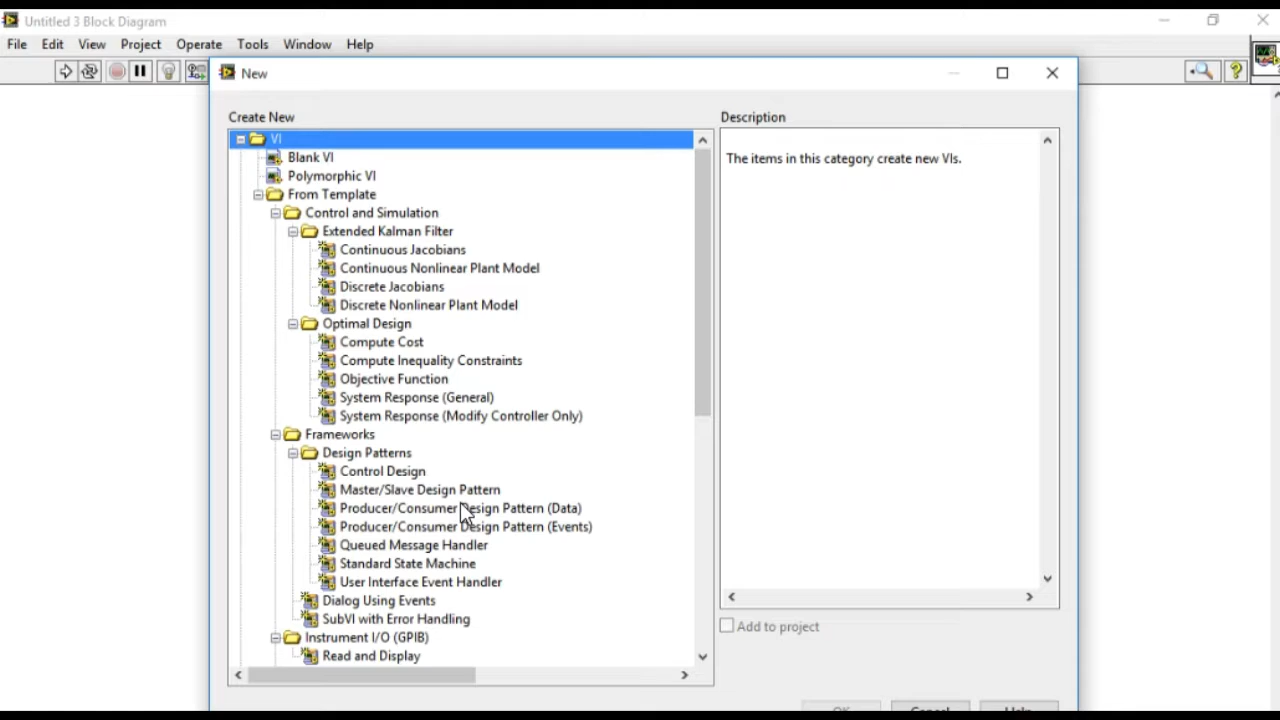 Untitled 3 Block Diagram
File Edit View Project Operate Tools Window Help
New
Create New
Description
VI
The items in this category create new VIs.
Blank VI
Polymorphic VI
From Template
Control and Simulation
Extended Kalman Filter
Continuous Jacobians
Continuous Nonlinear Plant Model
Discrete Jacobians
Discrete Nonlinear Plant Model
Optimal Design
Compute Cost
Compute Inequality Constraints
Objective Function
System Response (General)
System Response (Modify Controller Only)
Frameworks
Design Patterns
Control Design
Master/Slave Design Pattern
Producer/Consumer Design Pattern (Data)
Producer/Consumer Design Pattern (Events)
Queued Message Handler
Standard State Machine
User Interface Event Handler
Dialog Using Events
SubVI with Error Handling
Add to project
Instrument I/O (GPIB)
Read and Display
OK Cancel Help